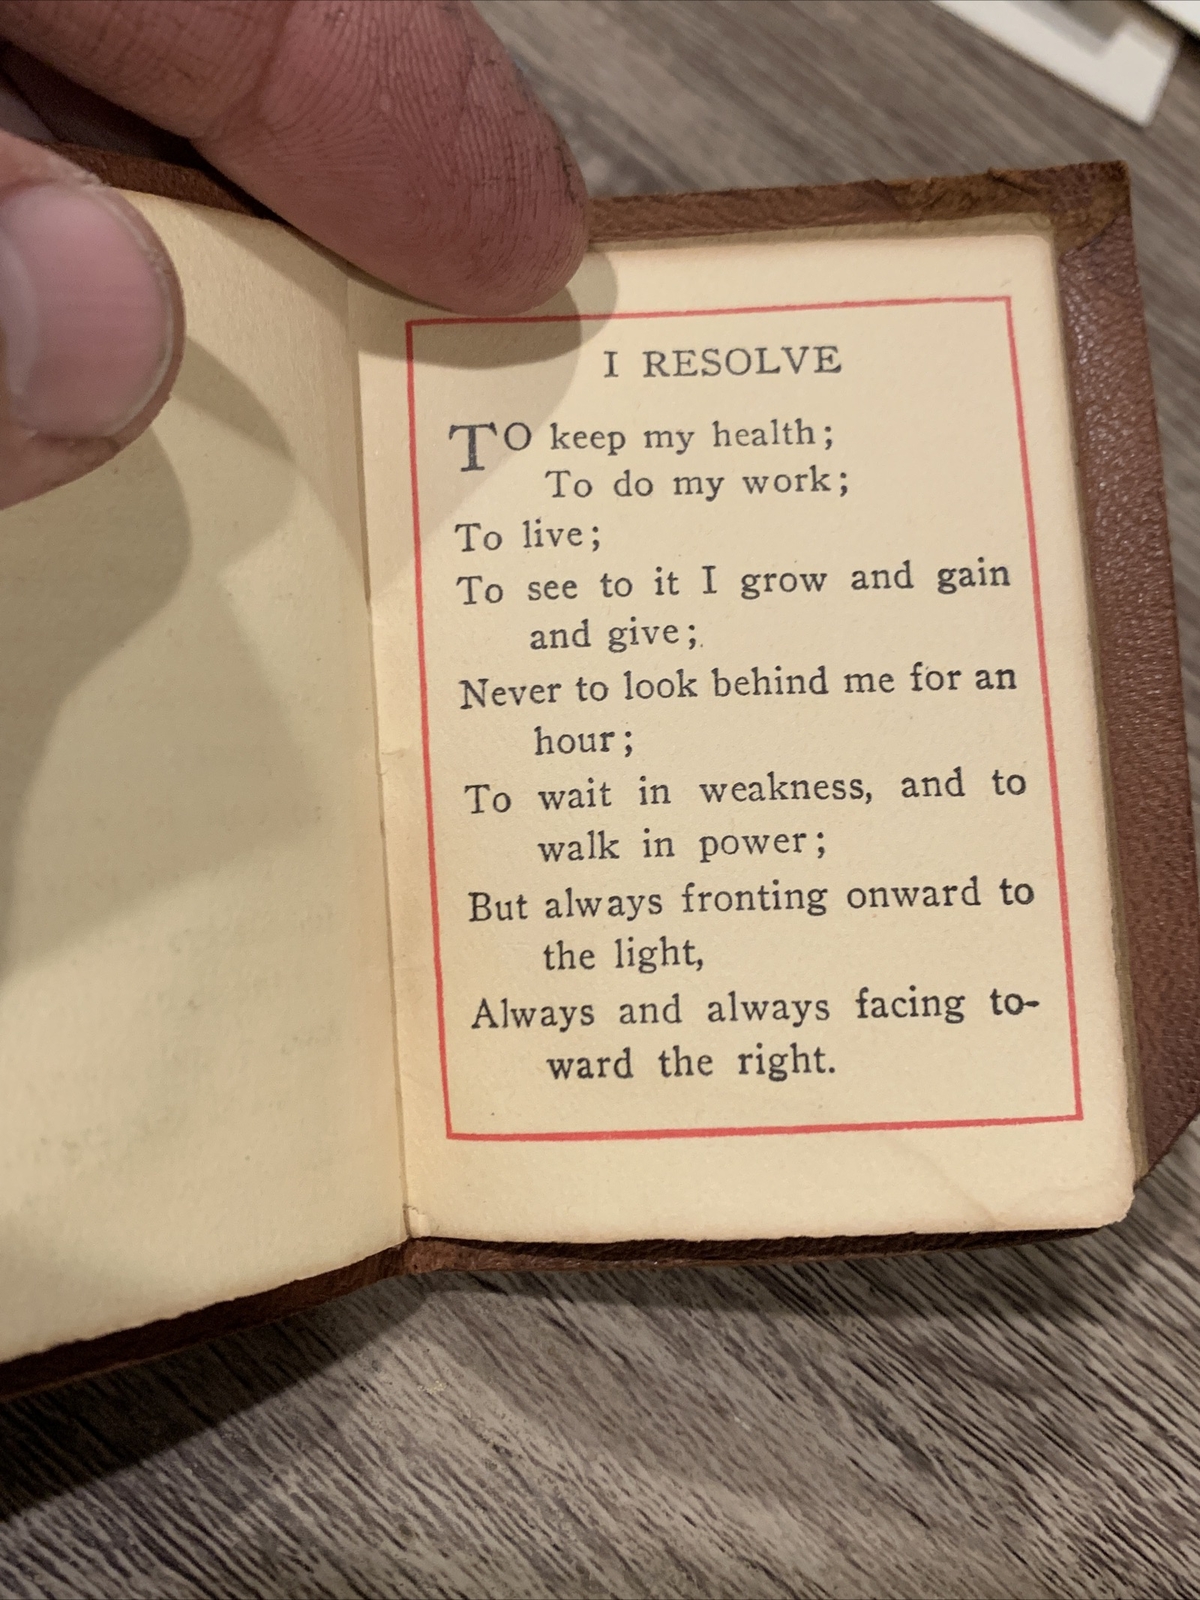 I RESOLVE
TO keep my health;
To do my work;
To live;
To see to it I grow and gain
and give;
Never to look behind me for an
hour;
To wait in weakness, and to
walk in power;
But always fronting onward to
the light,
Always and always facing to-
ward the right.